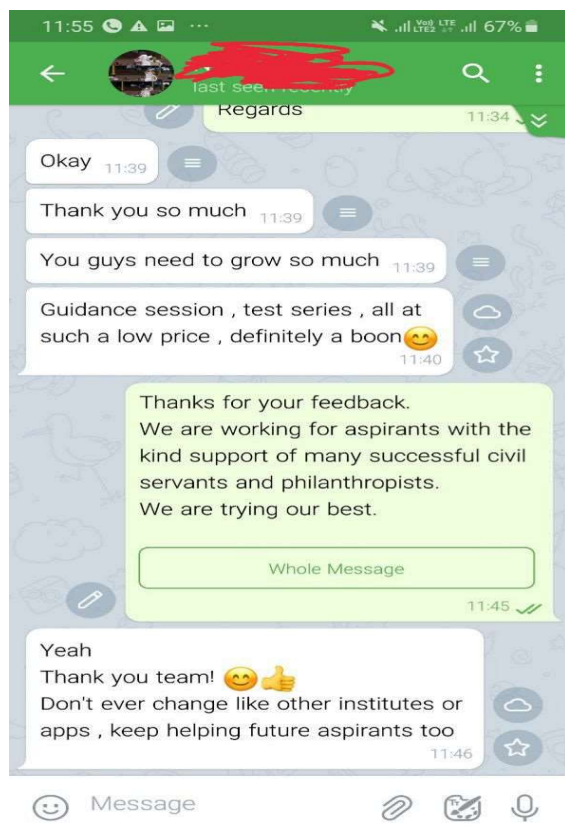 11:55 ... VoB LTE LTE2 67%
last seen recently
Regards
11:34
Okay 11:39
Thank you so much 11:39
You guys need to grow so much 11:39
Guidance session , test series , all at
such a low price , definitely a boon😊
11:40
Thanks for your feedback.
We are working for aspirants with the
kind support of many successful civil
servants and philanthropists.
We are trying our best.
Whole Message
11:45
Yeah
Thank you team! 😊👍
Don't ever change like other institutes or
apps , keep helping future aspirants too
11:46
Message